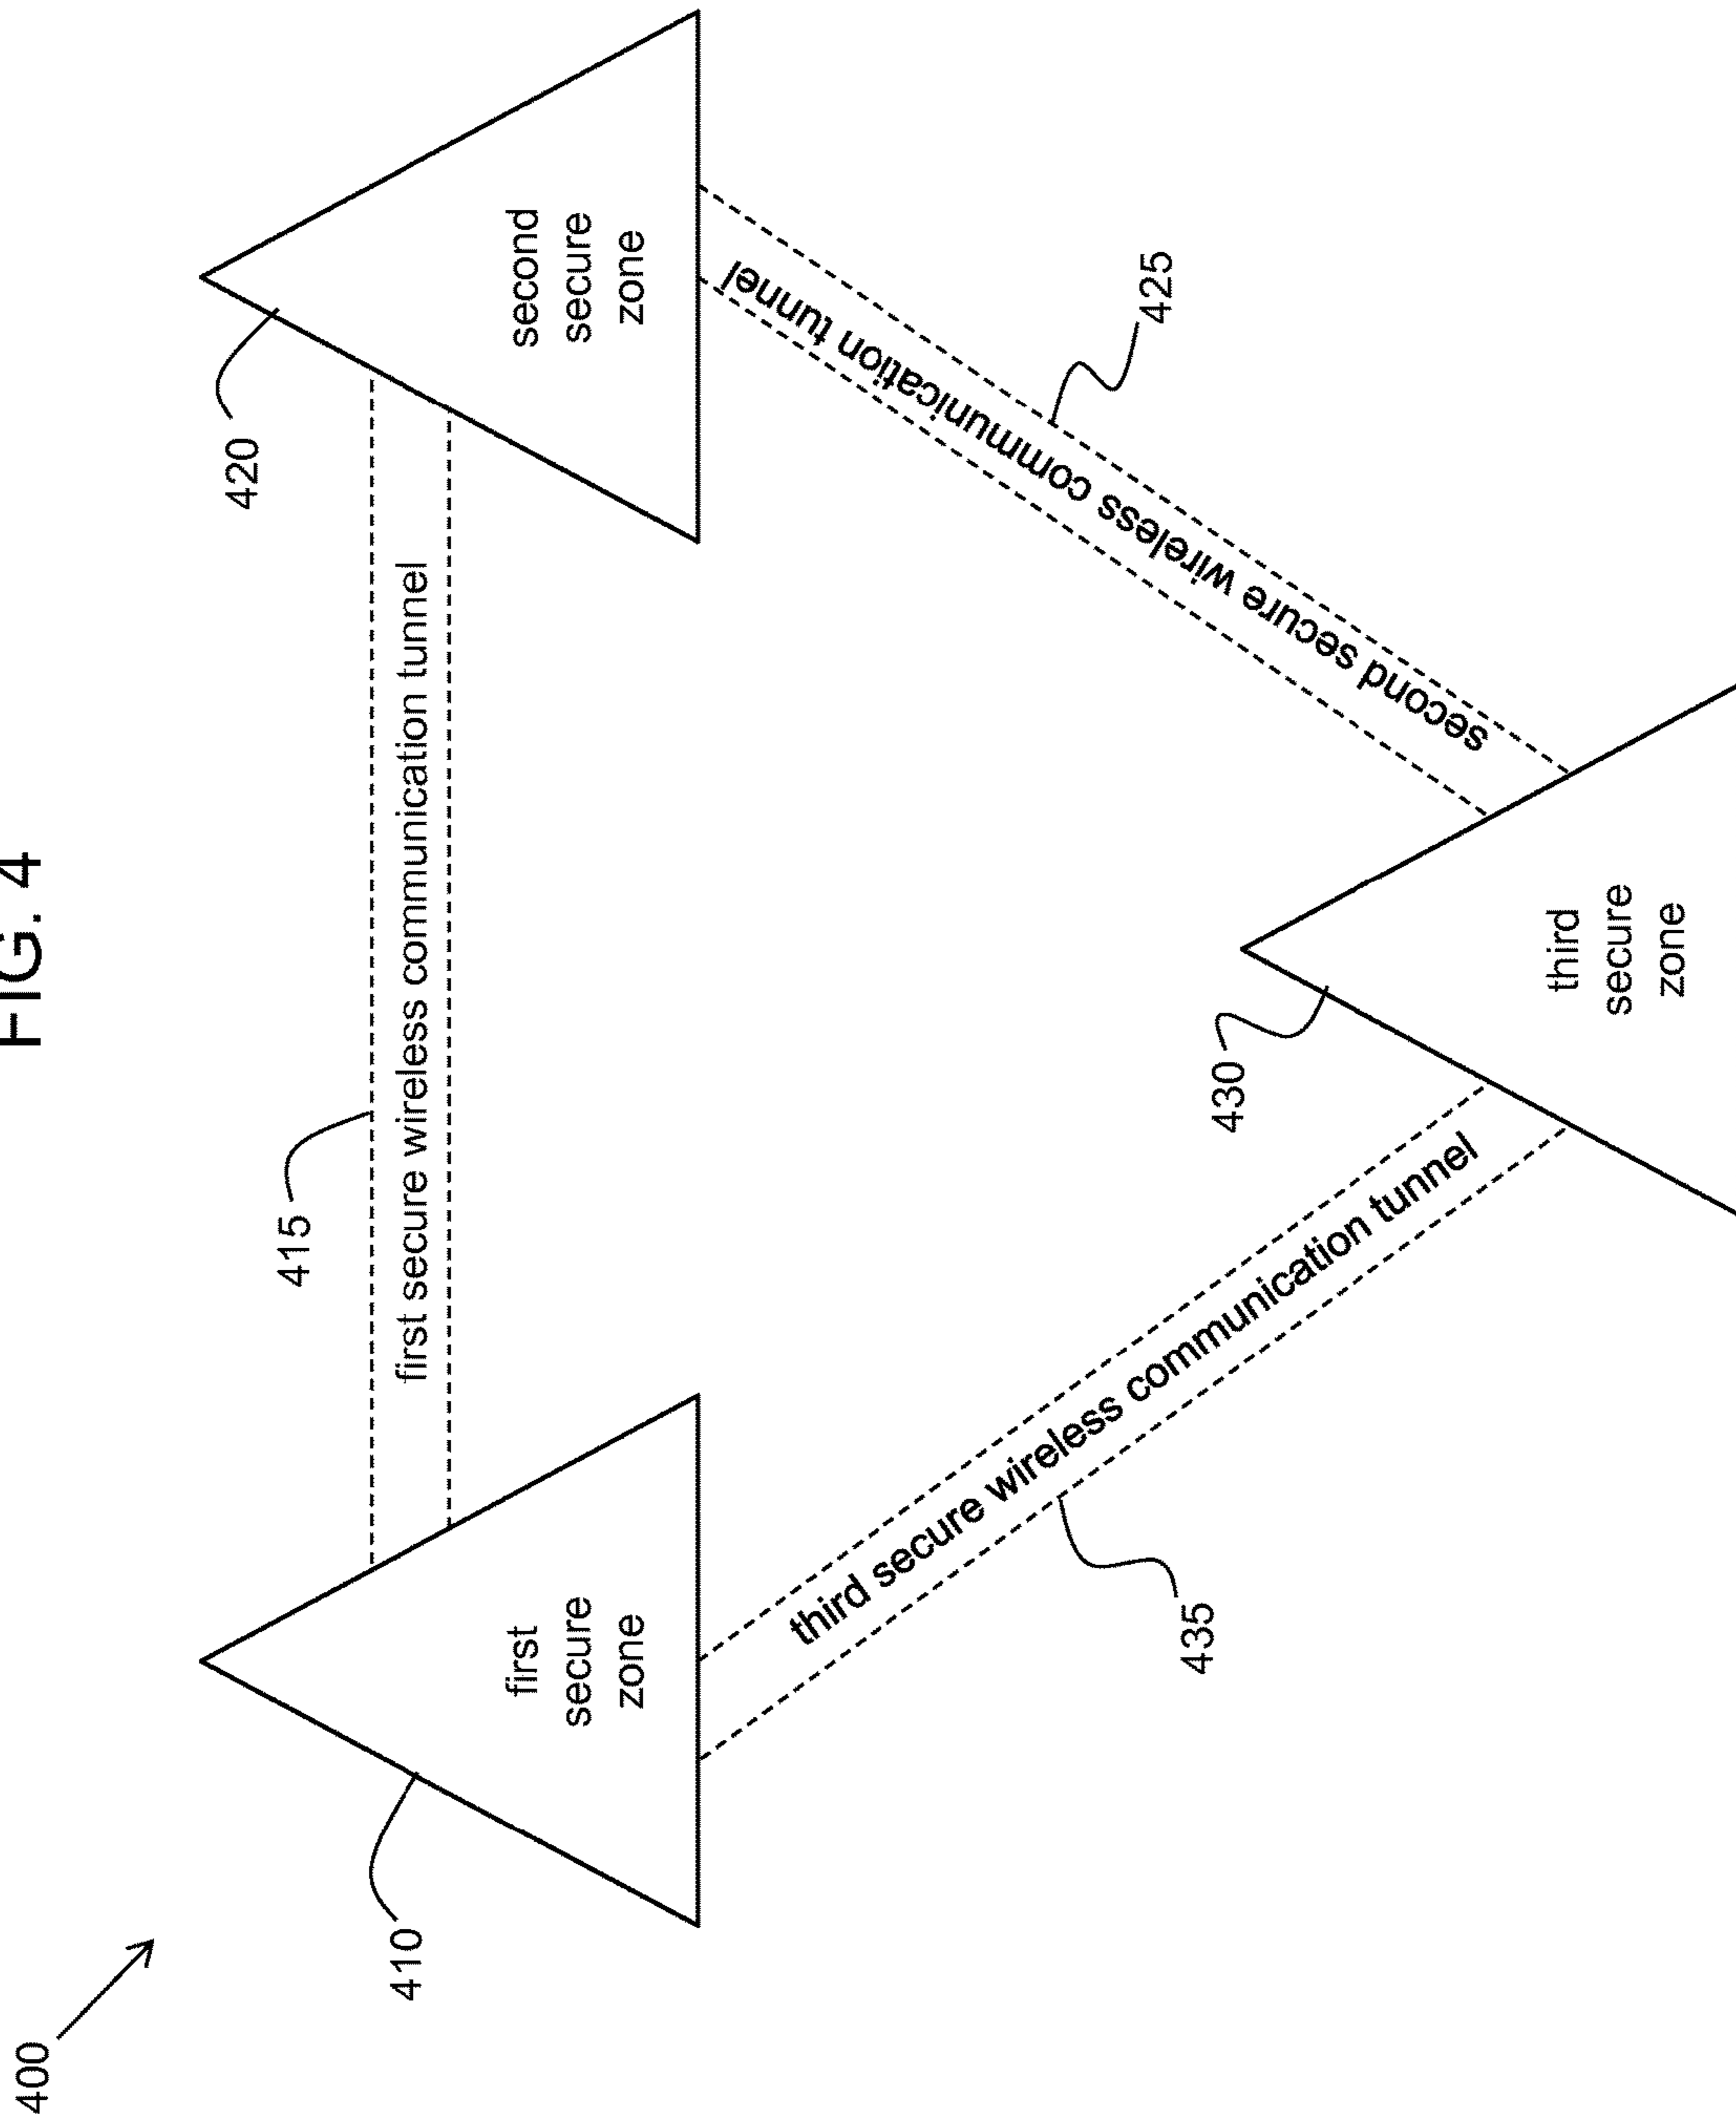 FIG. 4
400
410
415
420
first secure wireless communication tunnel
first
secure
zone
second
secure
zone
third secure wireless communication tunnel
435
second secure wireless communication tunnel
425
430
third
secure
zone